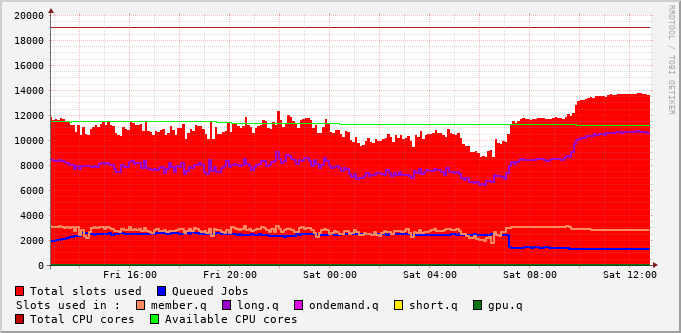 20000
18000
16000
14000
12000
10000
8000
6000
4000
2000
0
Fri 16:00 Fri 20:00 Sat 00:00 Sat 04:00 Sat 08:00 Sat 12:00
RRDTOOL / TOBI OETIKER
Total slots used Queued Jobs
Slots used in : member.q long.q ondemand.q short.q gpu.q
Total CPU cores Available CPU cores